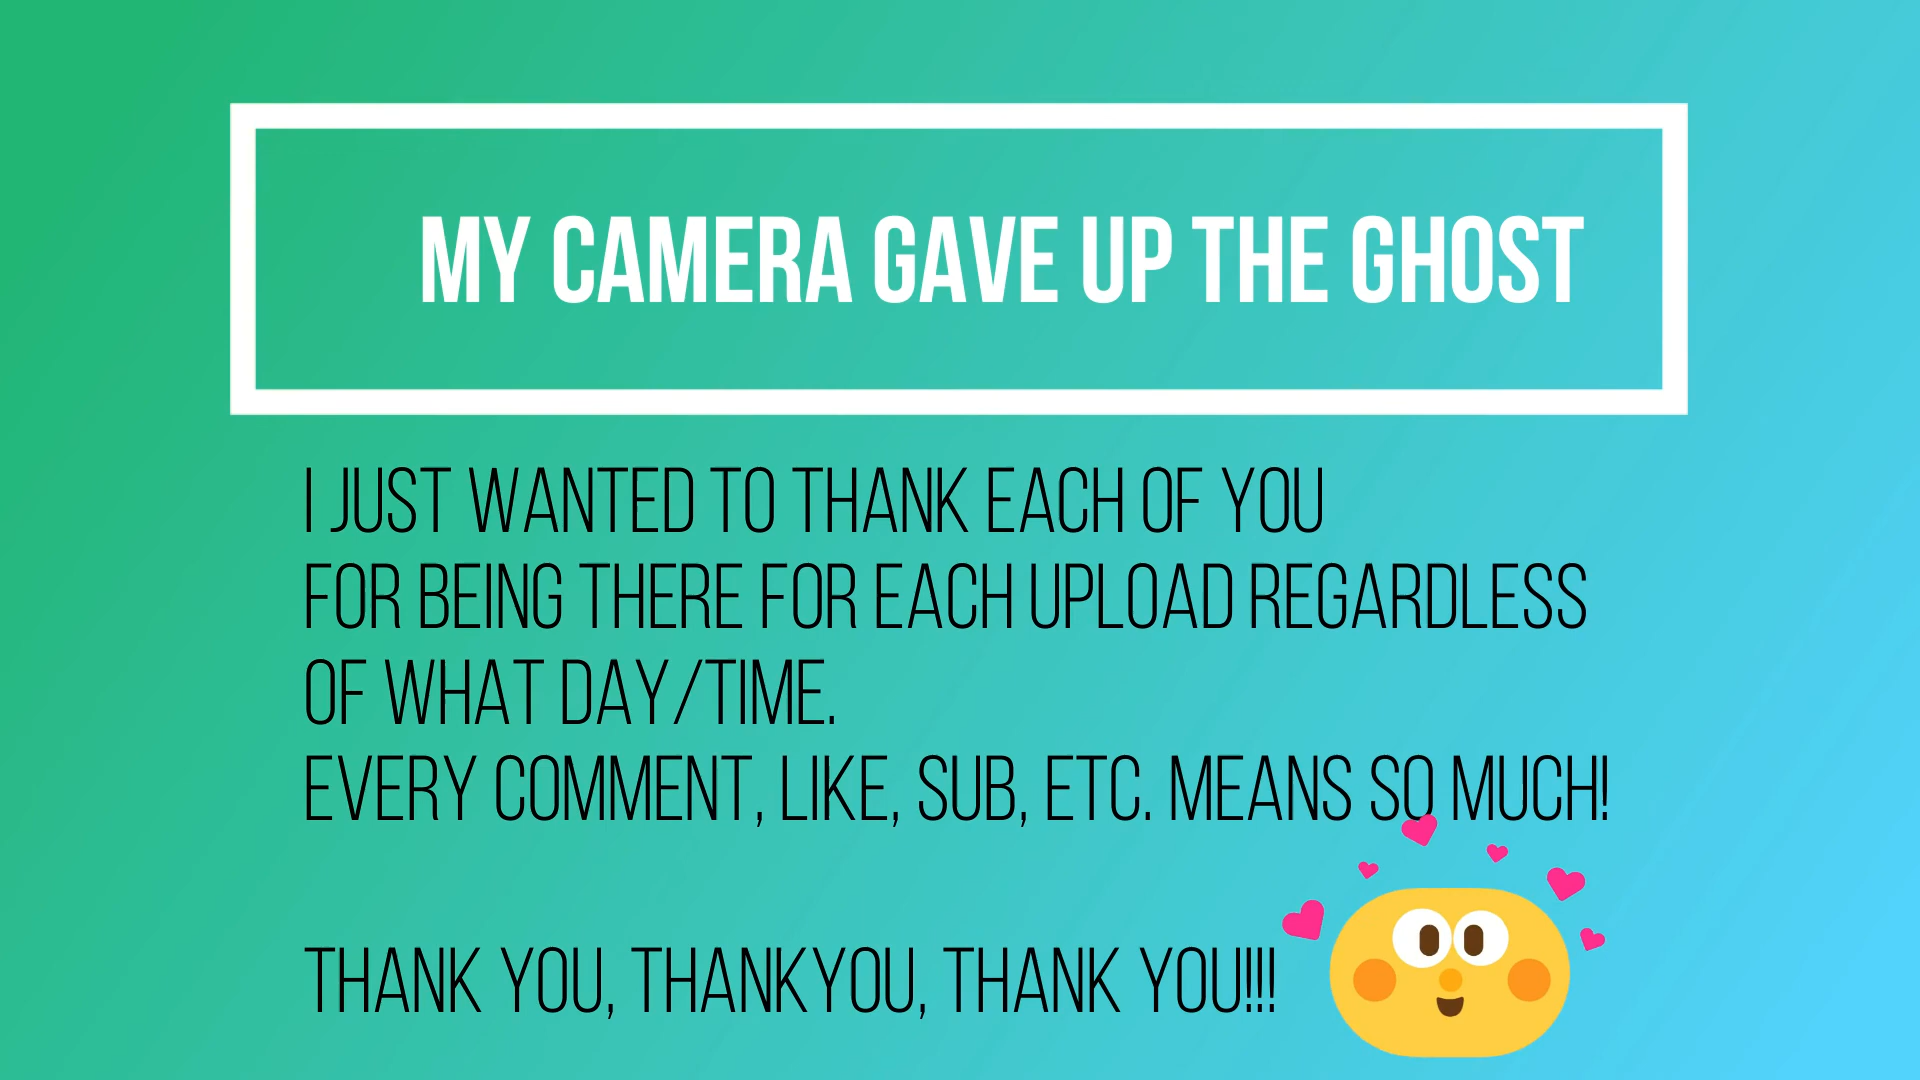 MY CAMERA GAVE UP THE GHOST
I JUST WANTED TO THANK EACH OF YOU
FOR BEING THERE FOR EACH UPLOAD REGARDLESS
OF WHAT DAY/TIME.
EVERY COMMENT, LIKE, SUB, ETC. MEANS SO MUCH!
THANK YOU, THANKYOU, THANK YOU!!!